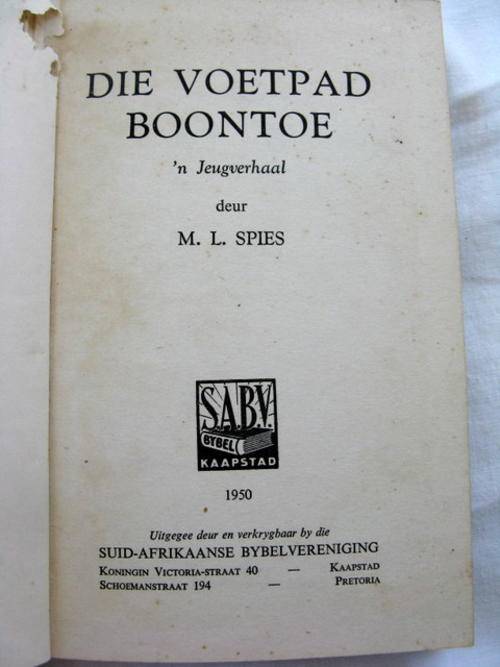 DIE VOETPAD
BOONTOE
'n Jeugverhaal
deur
M. L. SPIES
S.A.B.V.
BYBEL
KAAPSTAD
1950
Uitgegee deur en verkrygbaar by die
SUID-AFRIKAANSE BYBELVERENIGING
KONINGIN VICTORIA-STRAAT 40 — KAAPSTAD
SCHOEMANSTRAAT 194 — PRETORIA